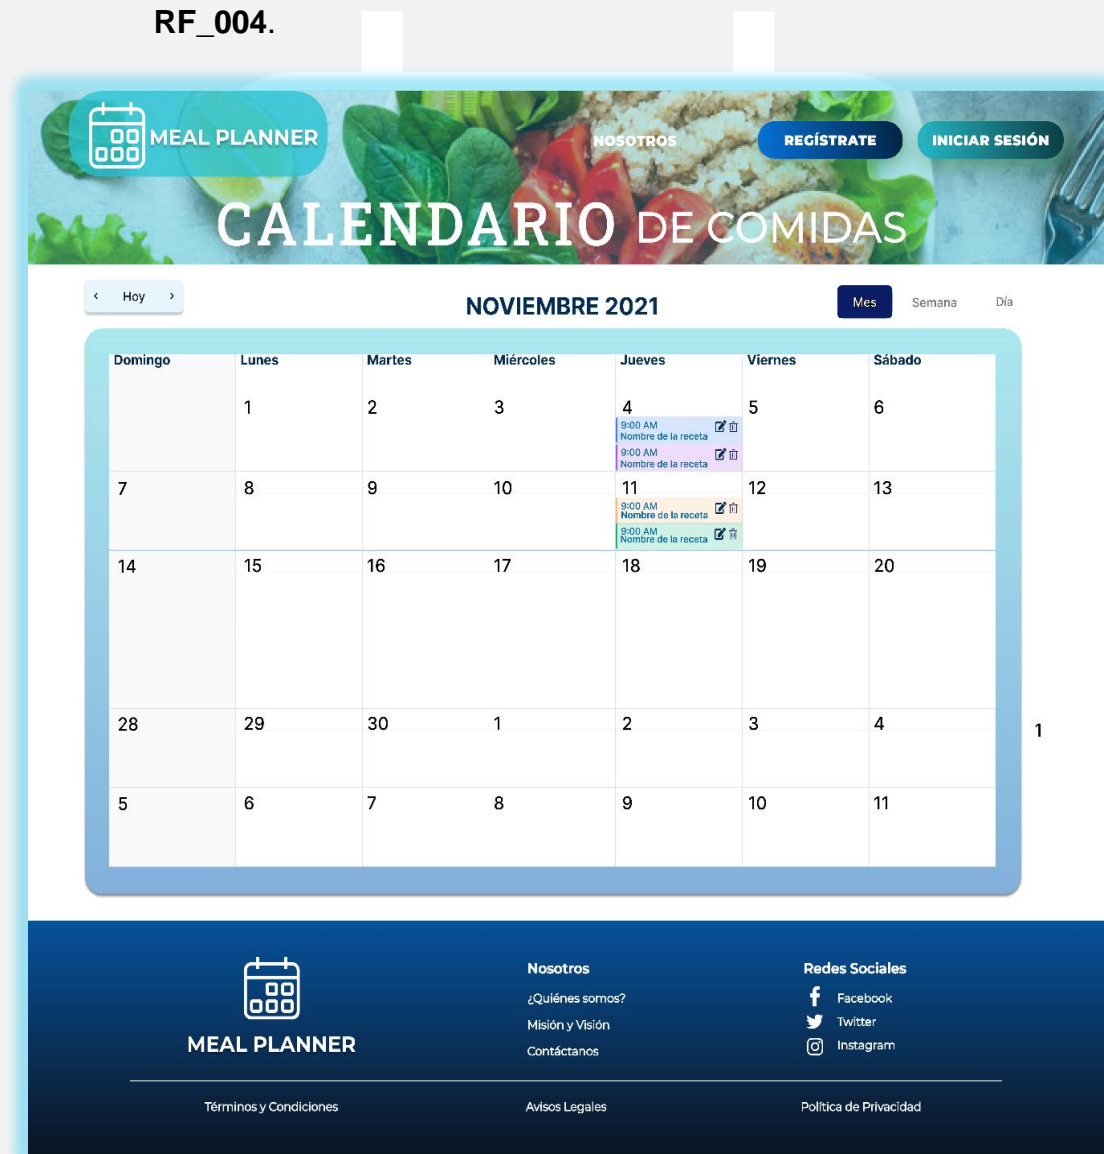 RF_004.
MEAL PLANNER
NOSOTROS
REGÍSTRATE
INICIAR SESIÓN
CALENDARIO DE COMIDAS
‹ Hoy ›
NOVIEMBRE 2021
Mes Semana Día
Domingo Lunes Martes Miércoles Jueves Viernes Sábado
1 2 3 4 5 6
9:00 AM
Nombre de la receta
9:00 AM
Nombre de la receta
7 8 9 10 11 12 13
9:00 AM
Nombre de la receta
9:00 AM
Nombre de la receta
14 15 16 17 18 19 20
28 29 30 1 2 3 4
1
5 6 7 8 9 10 11
MEAL PLANNER
Nosotros
¿Quiénes somos?
Misión y Visión
Contáctanos
Redes Sociales
Facebook
Twitter
Instagram
Términos y Condiciones
Avisos Legales
Política de Privacidad